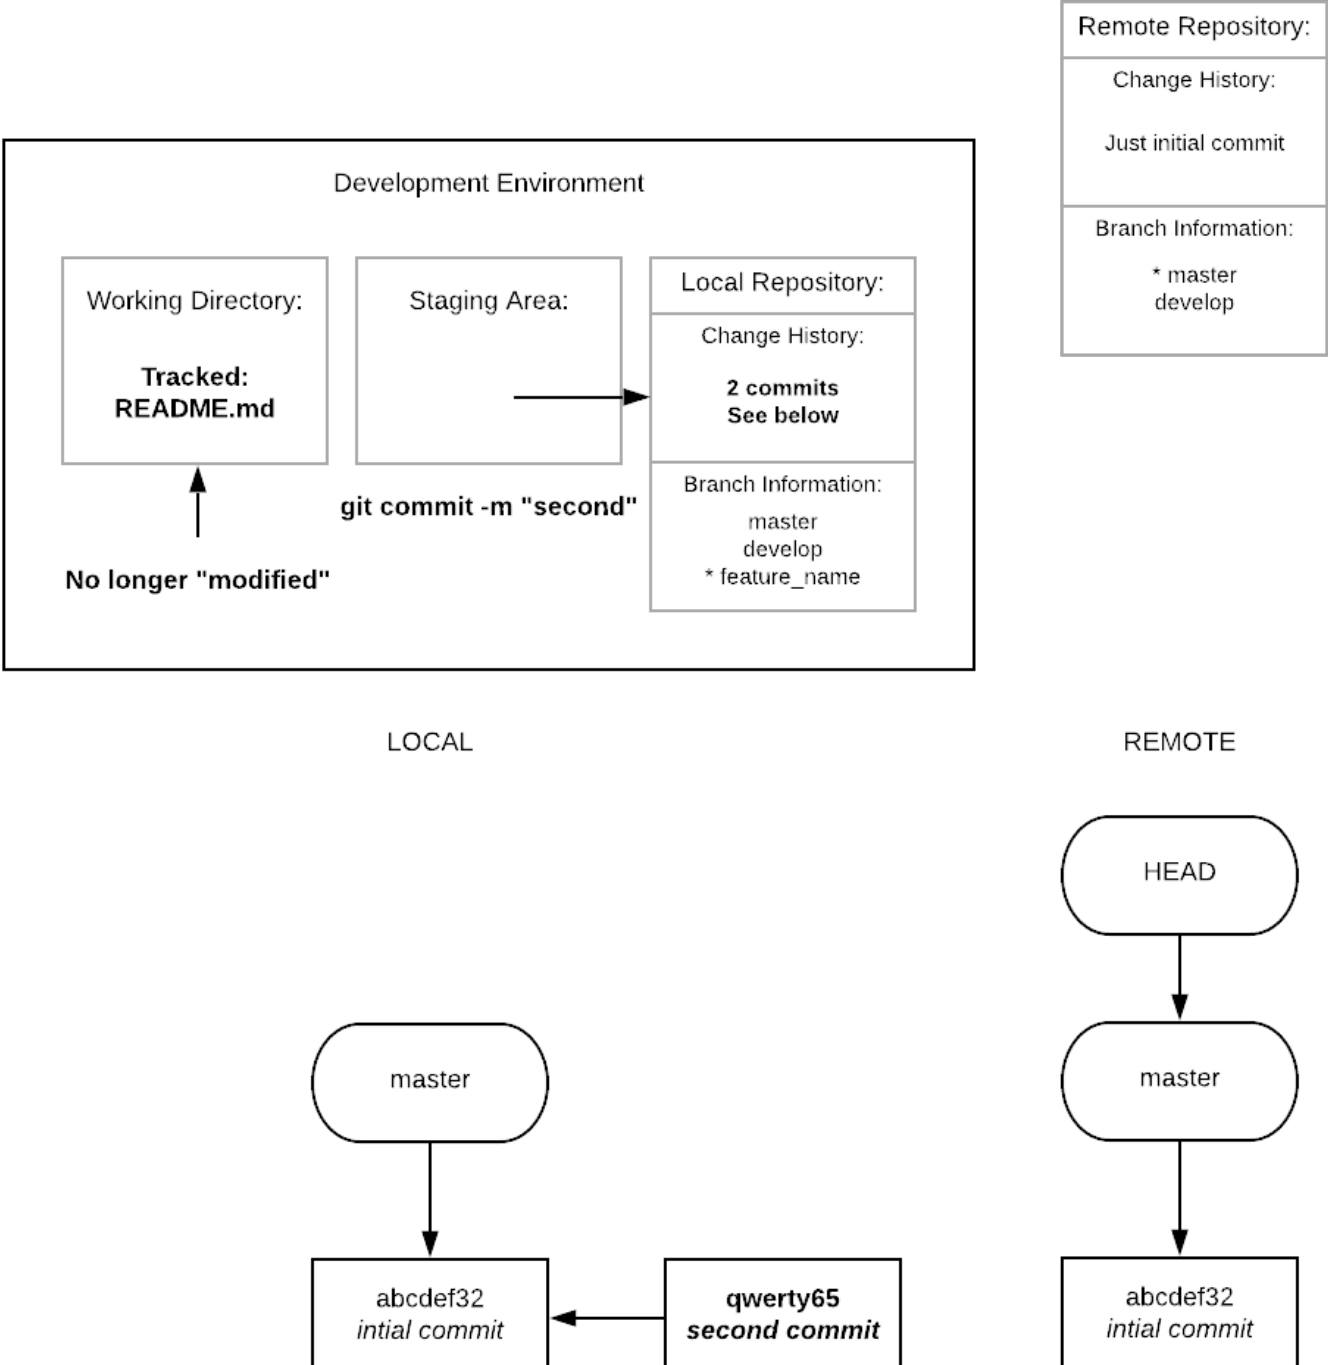 Remote Repository:
Change History:
Just initial commit
Branch Information:
* master
develop
Development Environment
Working Directory:
Tracked:
README.md
No longer "modified"
Staging Area:
git commit -m "second"
Local Repository:
Change History:
2 commits
See below
Branch Information:
master
develop
* feature_name
LOCAL
REMOTE
HEAD
master
master
abcdef32
intial commit
qwerty65
second commit
abcdef32
intial commit